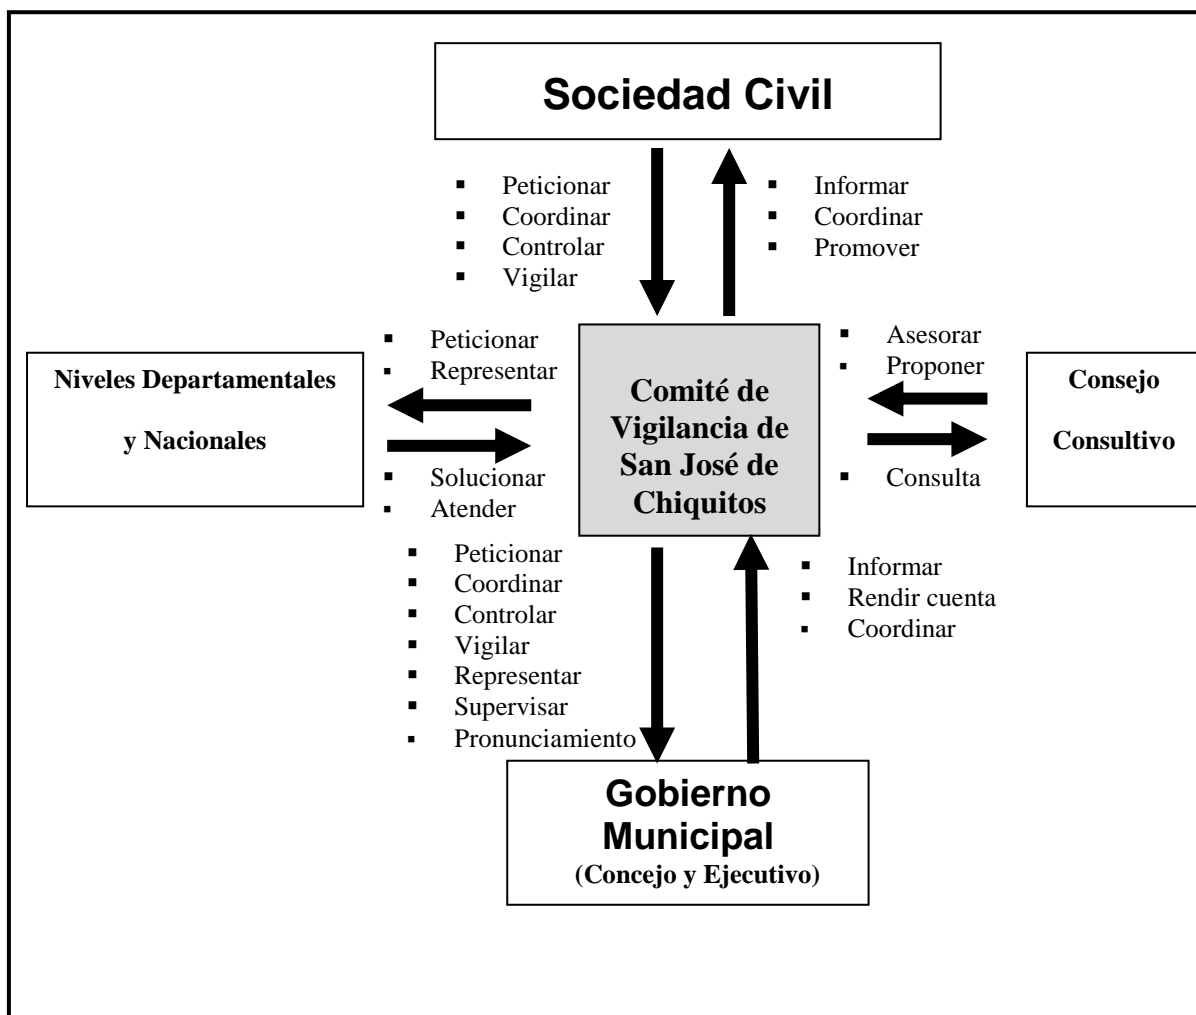 Sociedad Civil
▪ Peticionar
▪ Coordinar
▪ Controlar
▪ Vigilar
▪ Informar
▪ Coordinar
▪ Promover
▪ Peticionar
▪ Representar
▪ Asesorar
▪ Proponer
Niveles Departamentales
y Nacionales
Comité de
Vigilancia de
San José de
Chiquitos
Consejo
Consultivo
▪ Solucionar
▪ Atender
▪ Consulta
▪ Peticionar
▪ Coordinar
▪ Controlar
▪ Vigilar
▪ Representar
▪ Supervisar
▪ Pronunciamiento
▪ Informar
▪ Rendir cuenta
▪ Coordinar
Gobierno
Municipal
(Concejo y Ejecutivo)